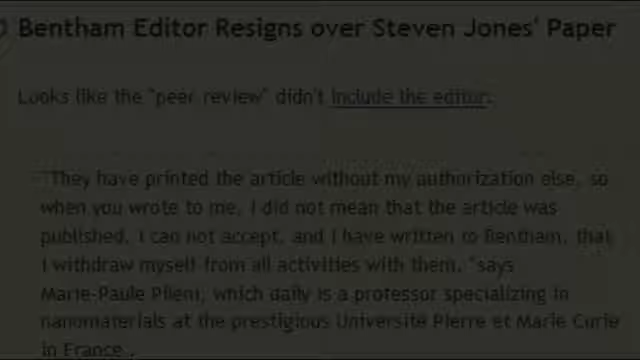 Bentham Editor Resigns over Steven Jones' Paper
Looks like the "peer review" didn't include the editor.
"They have printed the article without my authorization else, so
when you wrote to me, I did not mean that the article was
published. I can not accept, and I have written to Bentham, that
I withdraw myself from all activities with them, "says
Marie-Paule Pileni, which daily is a professor specializing in
nanomaterials at the prestigious Université Pierre et Marie Curie
in France.